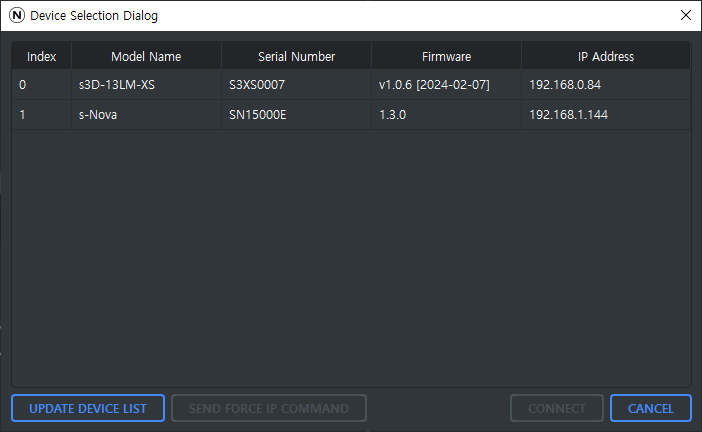 N Device Selection Dialog
Index Model Name Serial Number Firmware IP Address
0 s3D-13LM-XS S3XS0007 v1.0.6 [2024-02-07] 192.168.0.84
1 s-Nova SN15000E 1.3.0 192.168.1.144
UPDATE DEVICE LIST SEND FORCE IP COMMAND CONNECT CANCEL